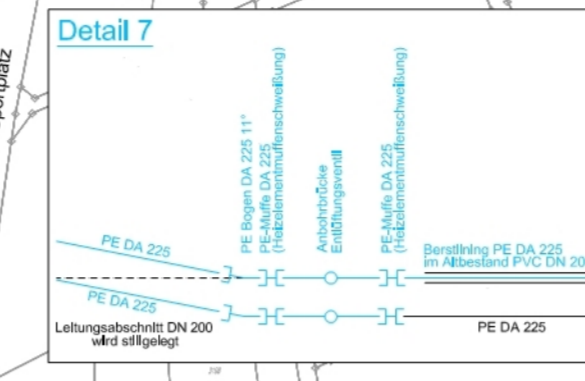 Detail 7
PE Bogen DA 225 11°
PE-Muffe DA 225
(Heizelementmuffenschweißung)
Anbohrbrücke
Entlüftungsventil
PE-Muffe DA 225
(Heizelementmuffenschweißung)
PE DA 225
Berstlining PE DA 225
im Altbestand PVC DN 20
PE DA 225
Leitungsabschnitt DN 200
wird stillgelegt
PE DA 225